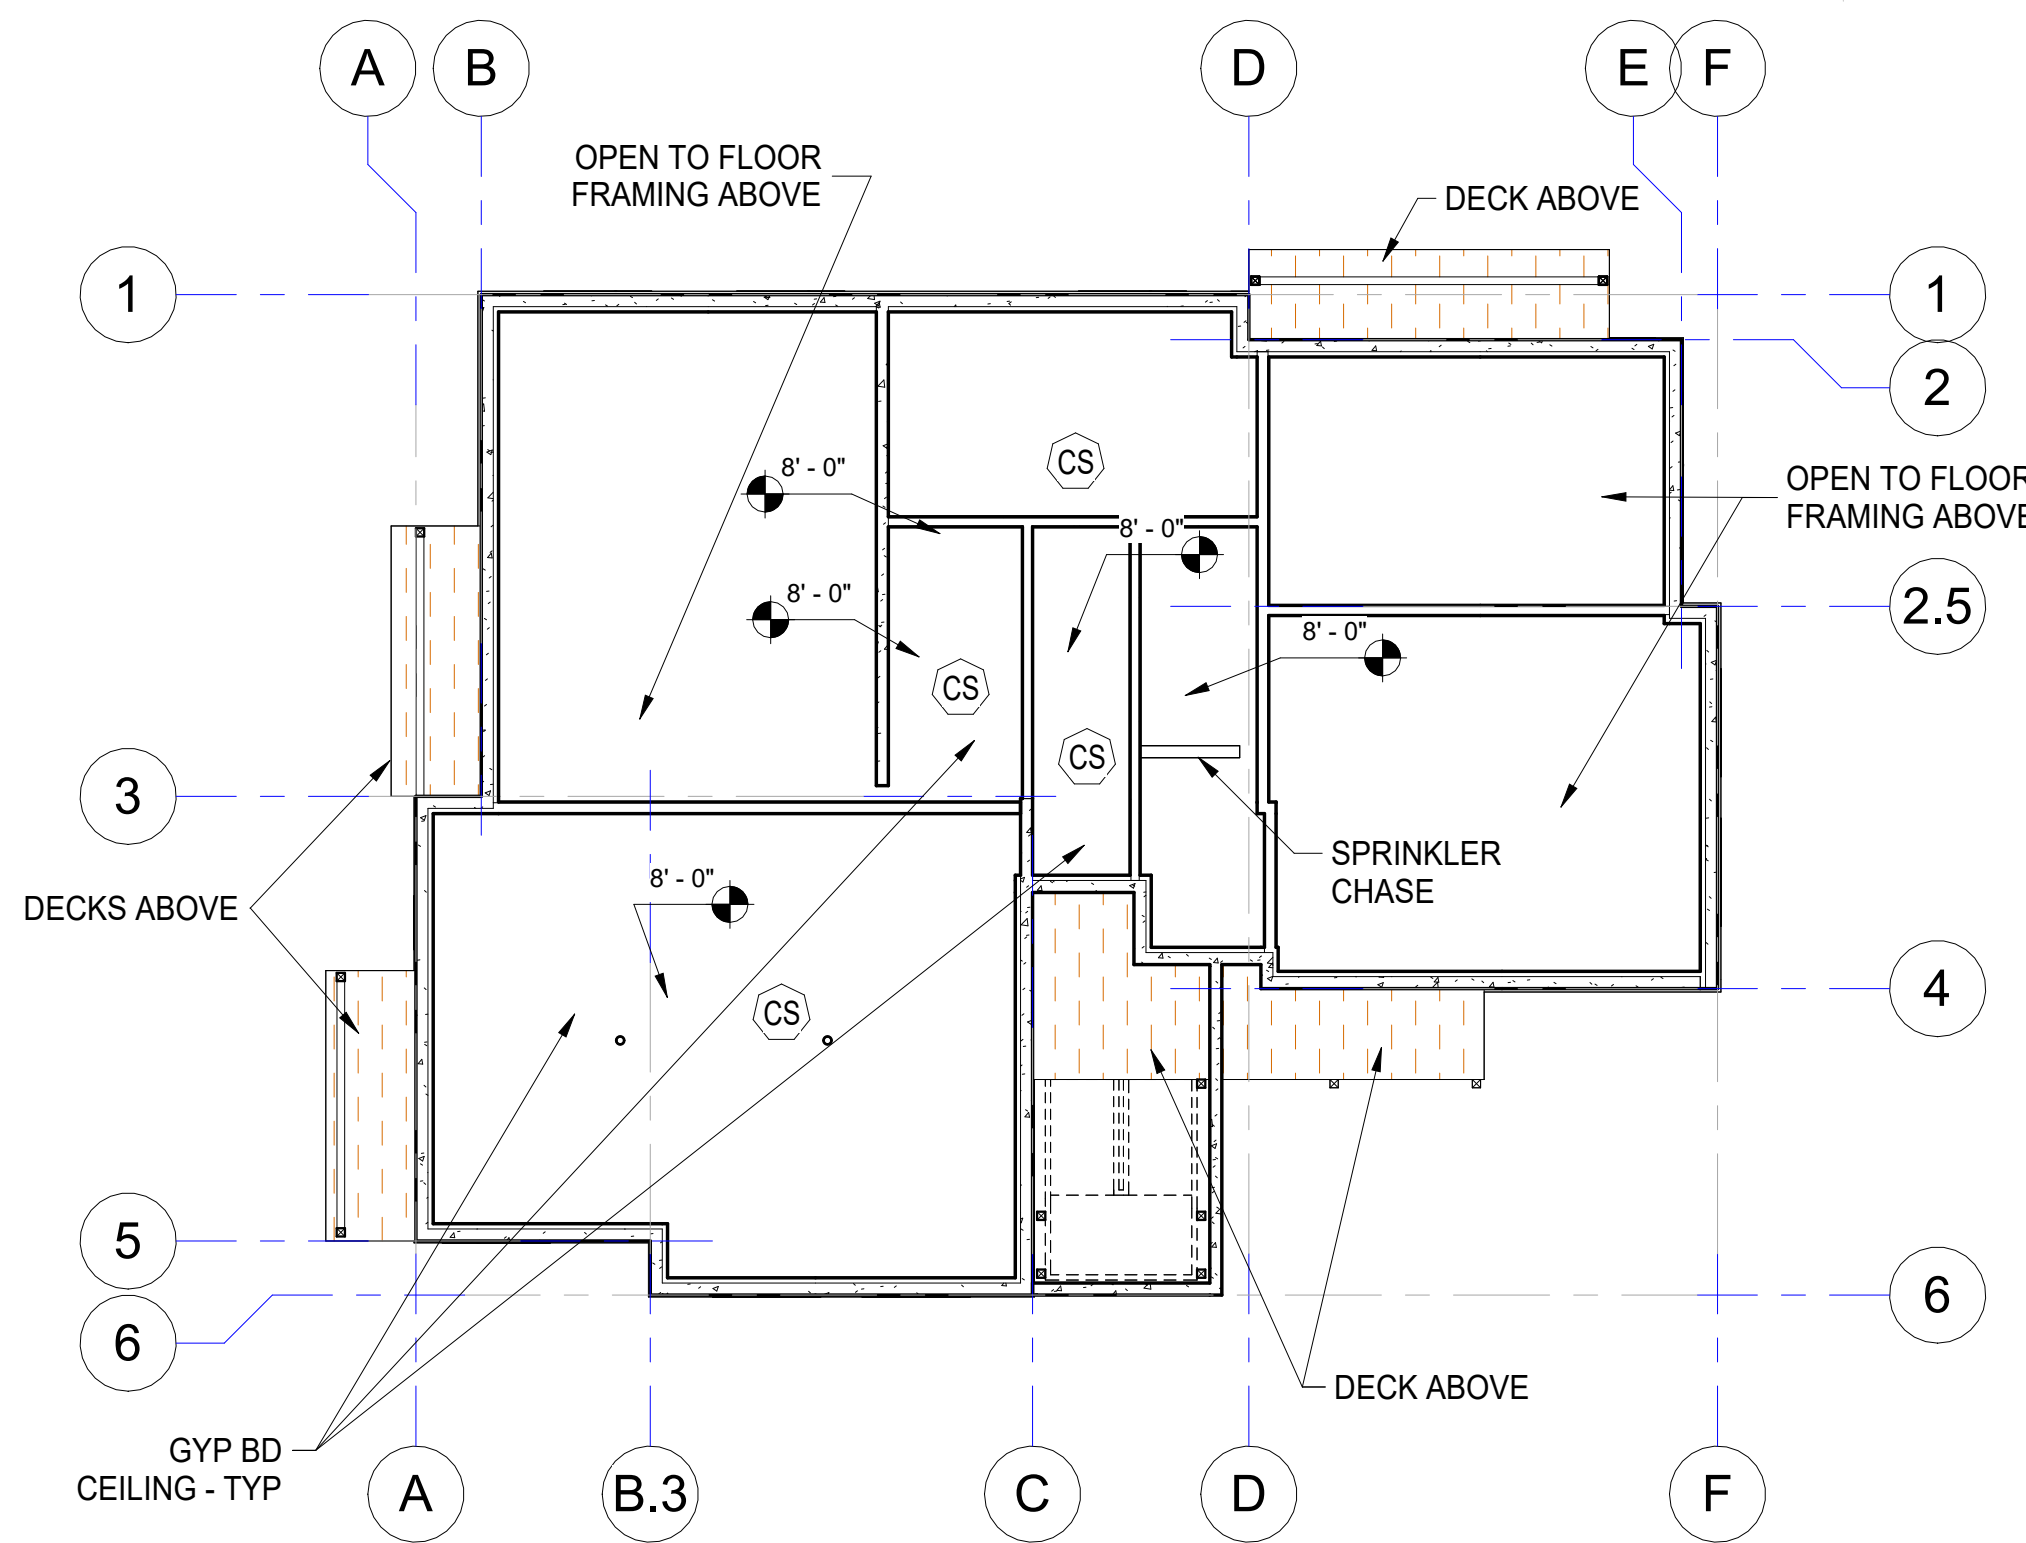 A
B
D
E
F
OPEN TO FLOOR
FRAMING ABOVE
DECK ABOVE
1
1
2
CS
8' - 0"
OPEN TO FLOOR
FRAMING ABOVE
8' - 0"
8' - 0"
2.5
8' - 0"
CS
CS
3
SPRINKLER
CHASE
8' - 0"
DECKS ABOVE
CS
4
5
6
6
DECK ABOVE
GYP BD
CEILING - TYP
A
B.3
C
D
F